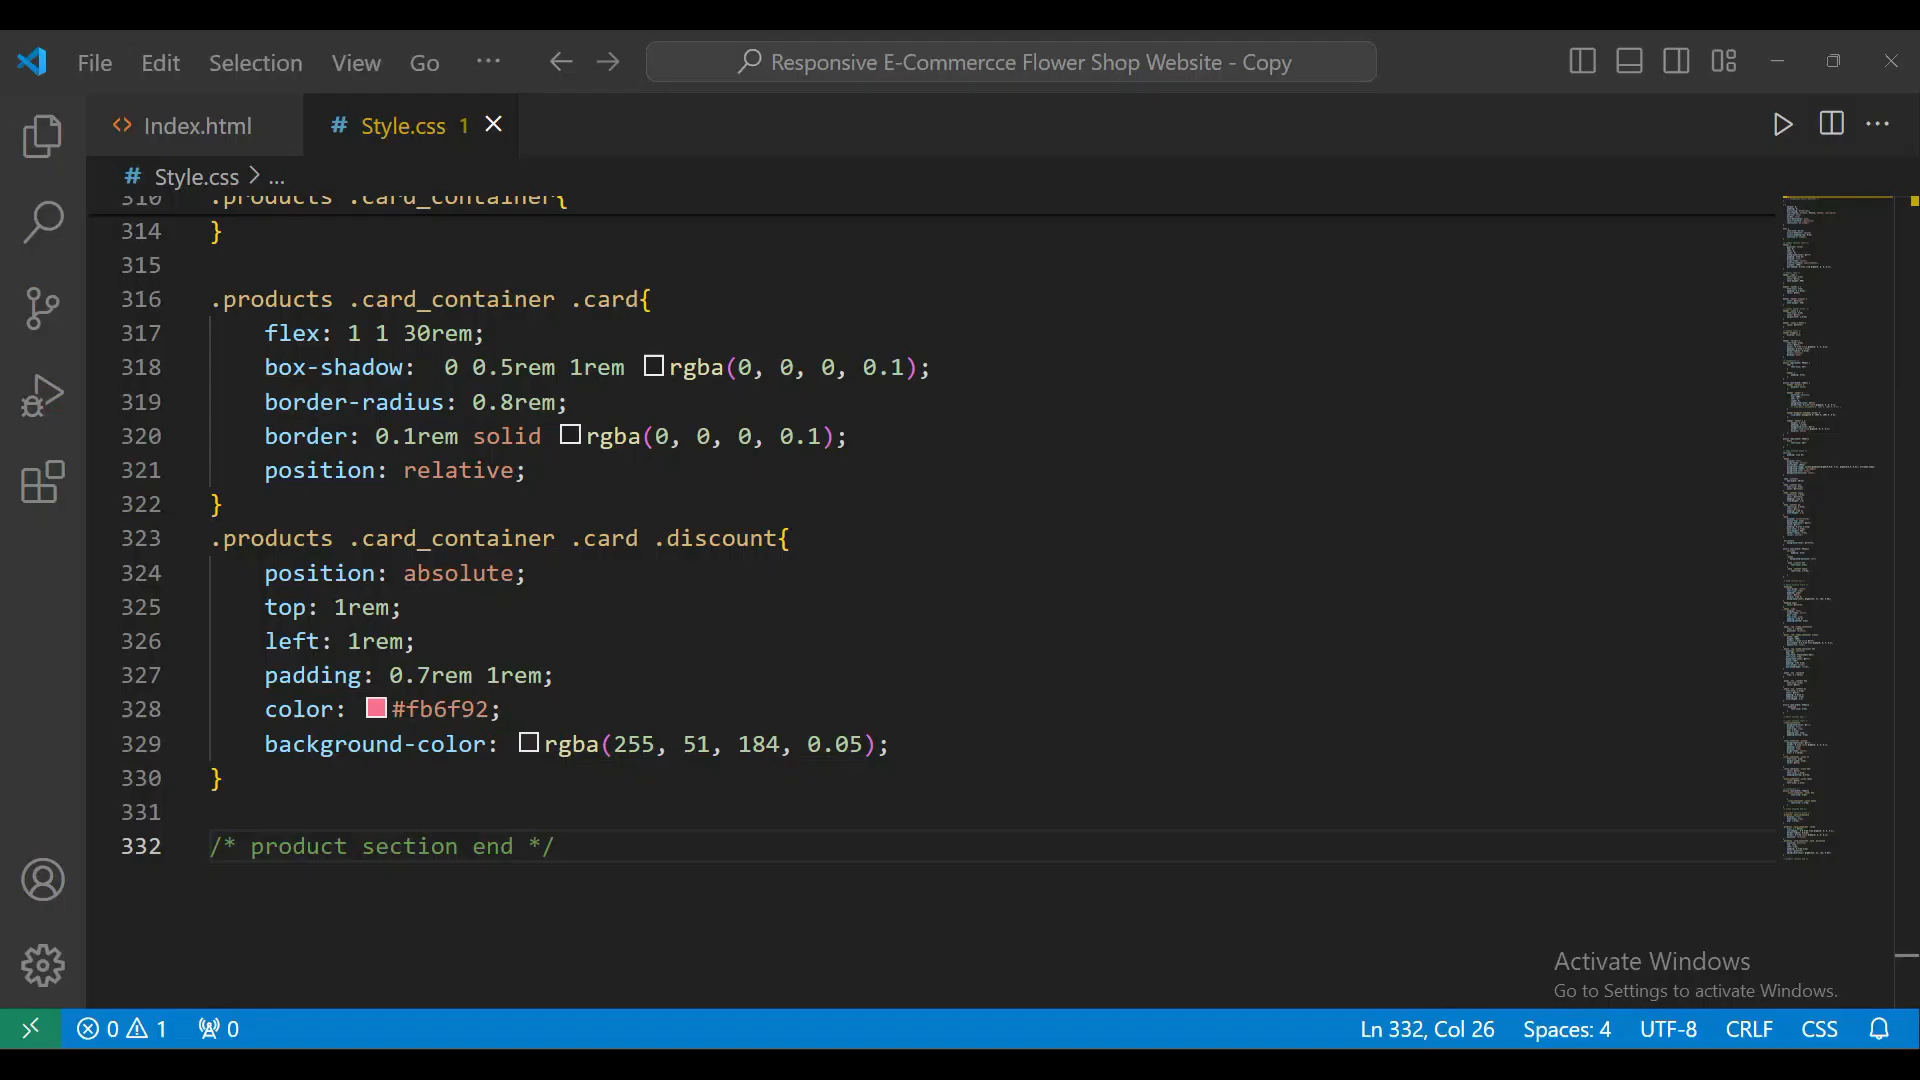 File Edit Selection View Go ··· Responsive E-Commercce Flower Shop Website - Copy
Index.html # Style.css 1
# Style.css > ...
310 .products .card_container{
314 }
315
316 .products .card_container .card{
317 flex: 1 1 30rem;
318 box-shadow:  0 0.5rem 1rem rgba(0, 0, 0, 0.1);
319 border-radius: 0.8rem;
320 border: 0.1rem solid rgba(0, 0, 0, 0.1);
321 position: relative;
322 }
323 .products .card_container .card .discount{
324 position: absolute;
325 top: 1rem;
326 left: 1rem;
327 padding: 0.7rem 1rem;
328 color: #fb6f92;
329 background-color: rgba(255, 51, 184, 0.05);
330 }
331
332 /* product section end */
Activate Windows
Go to Settings to activate Windows.
0 1 0 Ln 332, Col 26 Spaces: 4 UTF-8 CRLF CSS